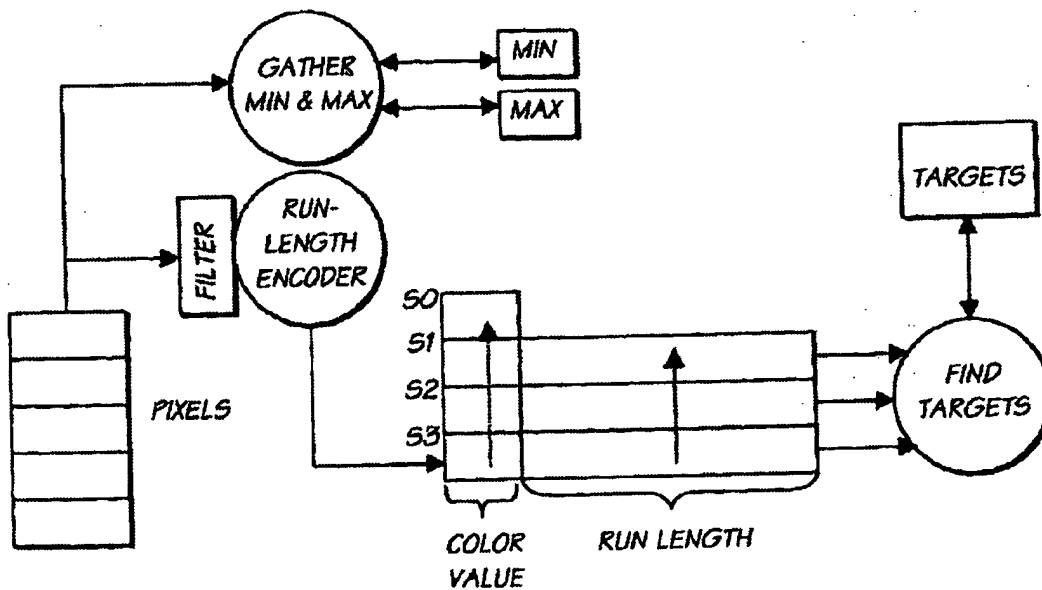 GATHER
MIN & MAX
MIN
MAX
TARGETS
FILTER
RUN-
LENGTH
ENCODER
S0
S1
S2
S3
PIXELS
FIND
TARGETS
COLOR
VALUE
RUN LENGTH